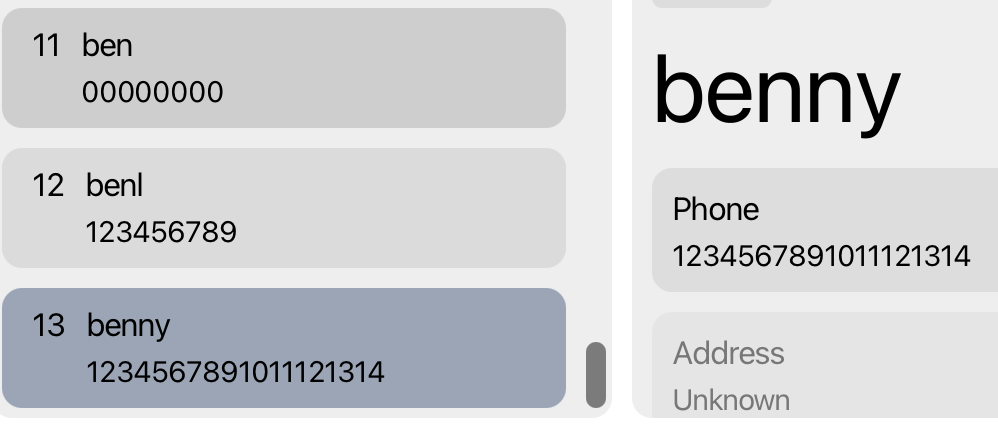 11 ben
00000000
12 benl
123456789
13 benny
1234567891011121314
benny
Phone
1234567891011121314
Address
Unknown